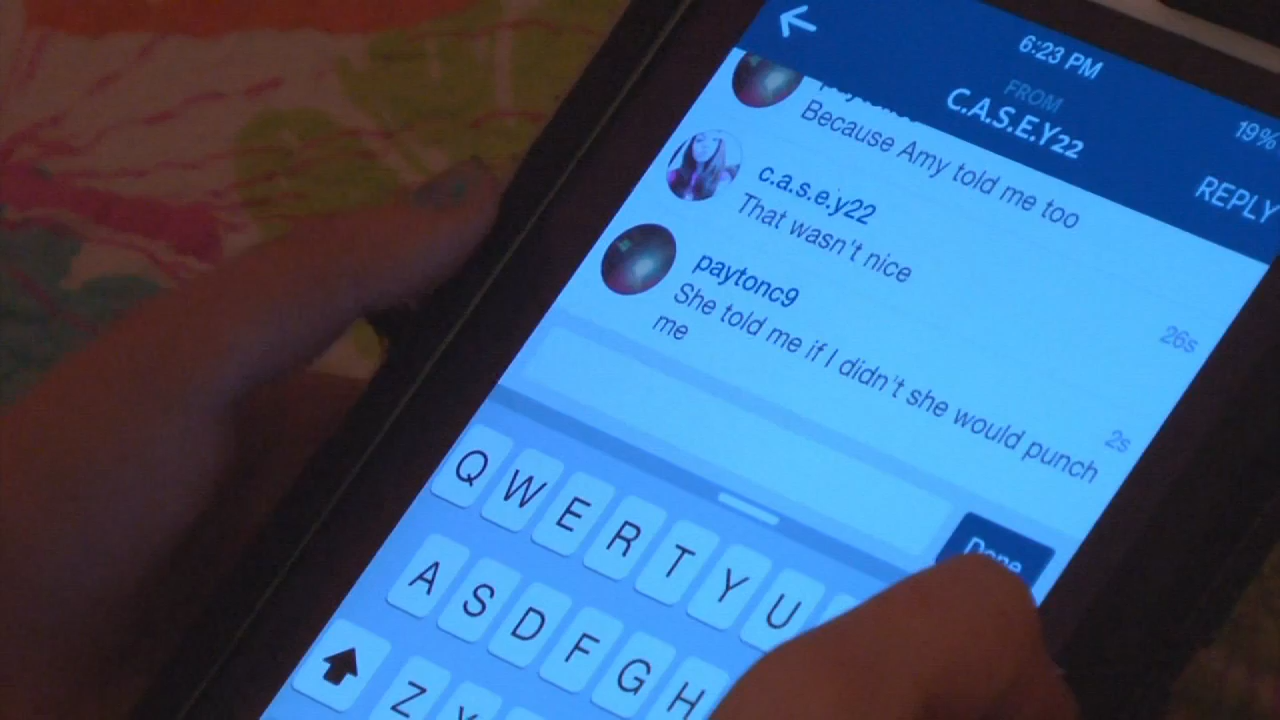 6:23 PM
19%
FROM
C.A.S.E.Y22
REPLY
Because Amy told me too
c.a.s.e.y22
That wasn't nice
26s
paytonc9
She told me if I didn't she would punch
me
2s
Done
Q W E R T Y U
A S D F G H
Z